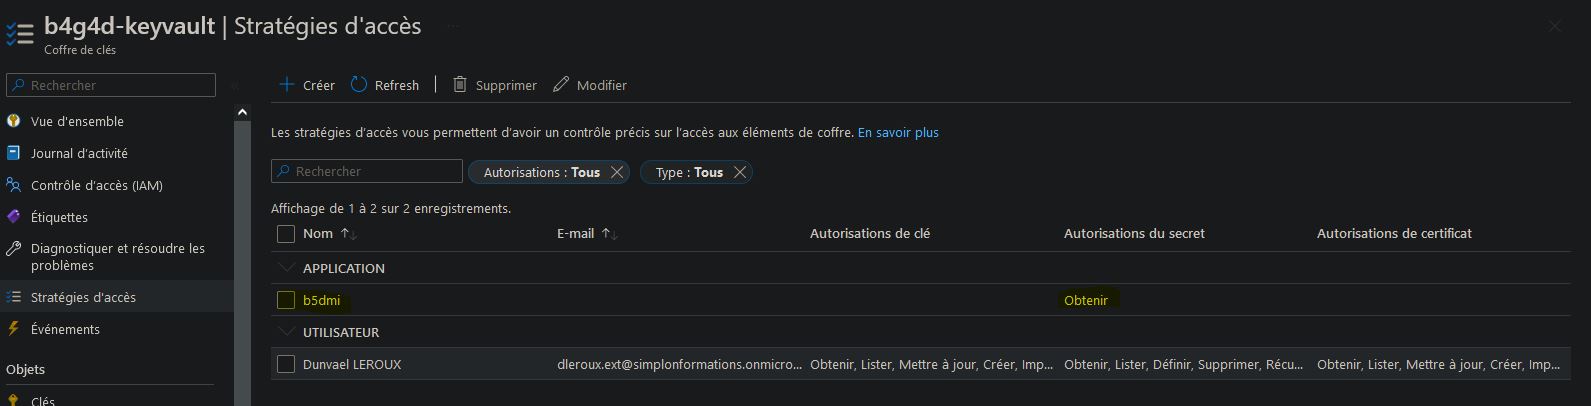 b4g4d-keyvault | Stratégies d'accès ...
Coffre de clés
Rechercher
Vue d'ensemble
Journal d'activité
Contrôle d'accès (IAM)
Étiquettes
Diagnostiquer et résoudre les
problèmes
Stratégies d'accès
Événements
Objets
Clés
Créer Refresh Supprimer Modifier
Les stratégies d'accès vous permettent d'avoir un contrôle précis sur l'accès aux éléments de coffre. En savoir plus
Rechercher Autorisations : Tous Type : Tous
Affichage de 1 à 2 sur 2 enregistrements.
Nom E-mail Autorisations de clé Autorisations du secret Autorisations de certificat
APPLICATION
b5dmi Obtenir
UTILISATEUR
Dunvael LEROUX dleroux.ext@simplonformations.onmicro... Obtenir, Lister, Mettre à jour, Créer, Imp... Obtenir, Lister, Définir, Supprimer, Récu... Obtenir, Lister, Mettre à jour, Créer, Imp...